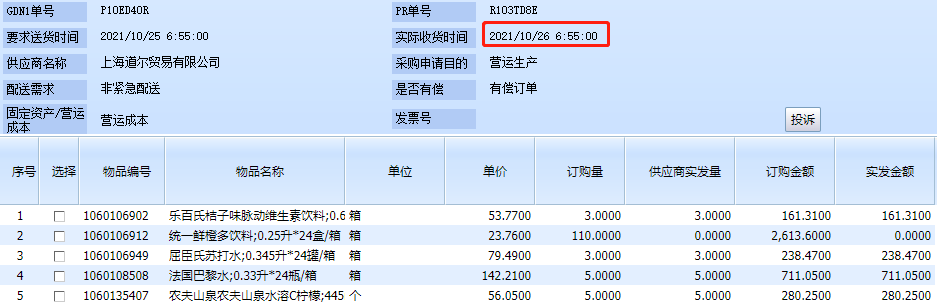 GDN1单号 P10ED40R PR单号 R103TD8E
要求送货时间 2021/10/25 6:55:00 实际收货时间 2021/10/26 6:55:00
供应商名称 上海道尔贸易有限公司 采购申请目的 营运生产
配送需求 非紧急配送 是否有偿 有偿订单
固定资产/营运成本 营运成本 发票号 投诉
序号 选择 物品编号 物品名称 单位 单价 订购量 供应商实发量 订购金额 实发金额
1 1060106902 乐百氏桔子味脉动维生素饮料;0.6 箱 53.7700 3.0000 3.0000 161.3100 161.3100
2 1060106912 统一鲜橙多饮料;0.25升*24盒/箱 箱 23.7600 110.0000 0.0000 2,613.6000 0.0000
3 1060106949 屈臣氏苏打水;0.345升*24罐/箱 箱 79.4900 3.0000 3.0000 238.4700 238.4700
4 1060108508 法国巴黎水;0.33升*24瓶/箱 箱 142.2100 5.0000 5.0000 711.0500 711.0500
5 1060135407 农夫山泉农夫山泉水溶C柠檬;445 个 56.0500 5.0000 5.0000 280.2500 280.2500